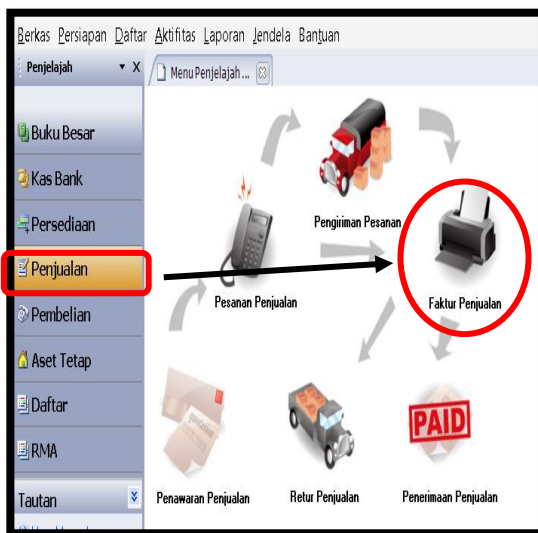 Berkas Persiapan Daftar Aktifitas Laporan Jendela Bantuan
Penjelajah
X
Menu Penjelajah ...
Buku Besar
Kas Bank
Persediaan
Penjualan
Pembelian
Aset Tetap
Daftar
RMA
Tautan
Pengiriman Pesanan
Pesanan Penjualan
Faktur Penjualan
quotation
PAID
Penawaran Penjualan
Retur Penjualan
Penerimaan Penjualan